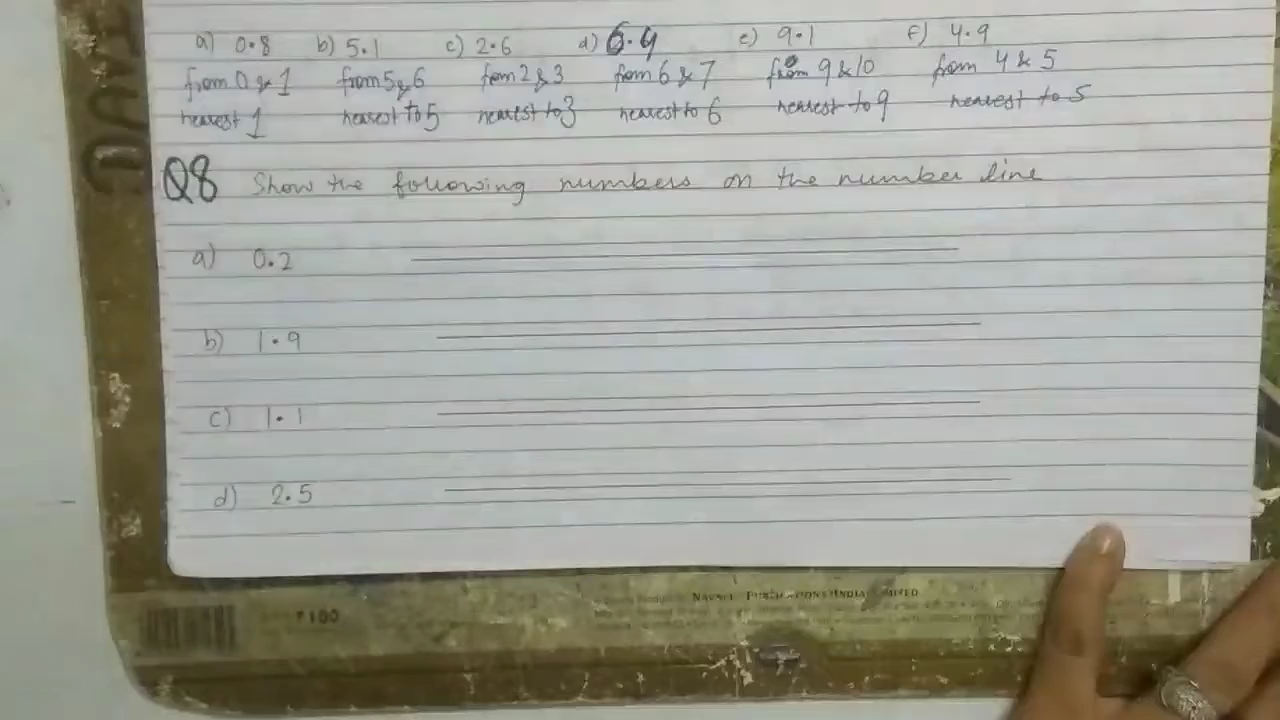 a) 0.8 b) 5.1 c) 2.6 d) 6.4 e) 9.1 f) 4.9
from 0 & 1 from 5 & 6 from 2 & 3 from 6 & 7 from 9 & 10 from 4 & 5
nearest 1 nearest to 5 nearest to 3 nearest to 6 nearest to 9 nearest to 5
Q8 Show the following numbers on the number line
a) 0.2
b) 1.9
c) 1.1
d) 2.5
₹100